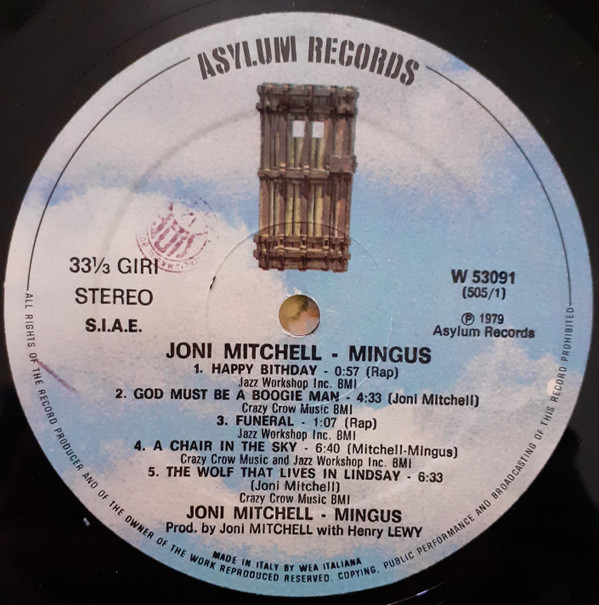 ASYLUM RECORDS
33⅓ GIRI
STEREO
S.I.A.E.
W 53091
(505/1)
℗ 1979
Asylum Records
JONI MITCHELL - MINGUS
1. HAPPY BITHDAY - 0:57 (Rap)
Jazz Workshop Inc. BMI
2. GOD MUST BE A BOOGIE MAN - 4:33 (Joni Mitchell)
Crazy Crow Music BMI
3. FUNERAL - 1:07 (Rap)
Jazz Workshop Inc. BMI
4. A CHAIR IN THE SKY - 6:40 (Mitchell-Mingus)
Crazy Crow Music and Jazz Workshop Inc. BMI
5. THE WOLF THAT LIVES IN LINDSAY - 6:33
(Joni Mitchell)
Crazy Crow Music BMI
JONI MITCHELL - MINGUS
Prod. by Joni MITCHELL with Henry LEWY
MADE IN ITALY BY WEA ITALIANA
ALL RIGHTS OF THE RECORD PRODUCER AND OF THE OWNER OF THE WORK REPRODUCED RESERVED. COPYING, PUBLIC PERFORMANCE AND BROADCASTING OF THIS RECORD PROHIBITED